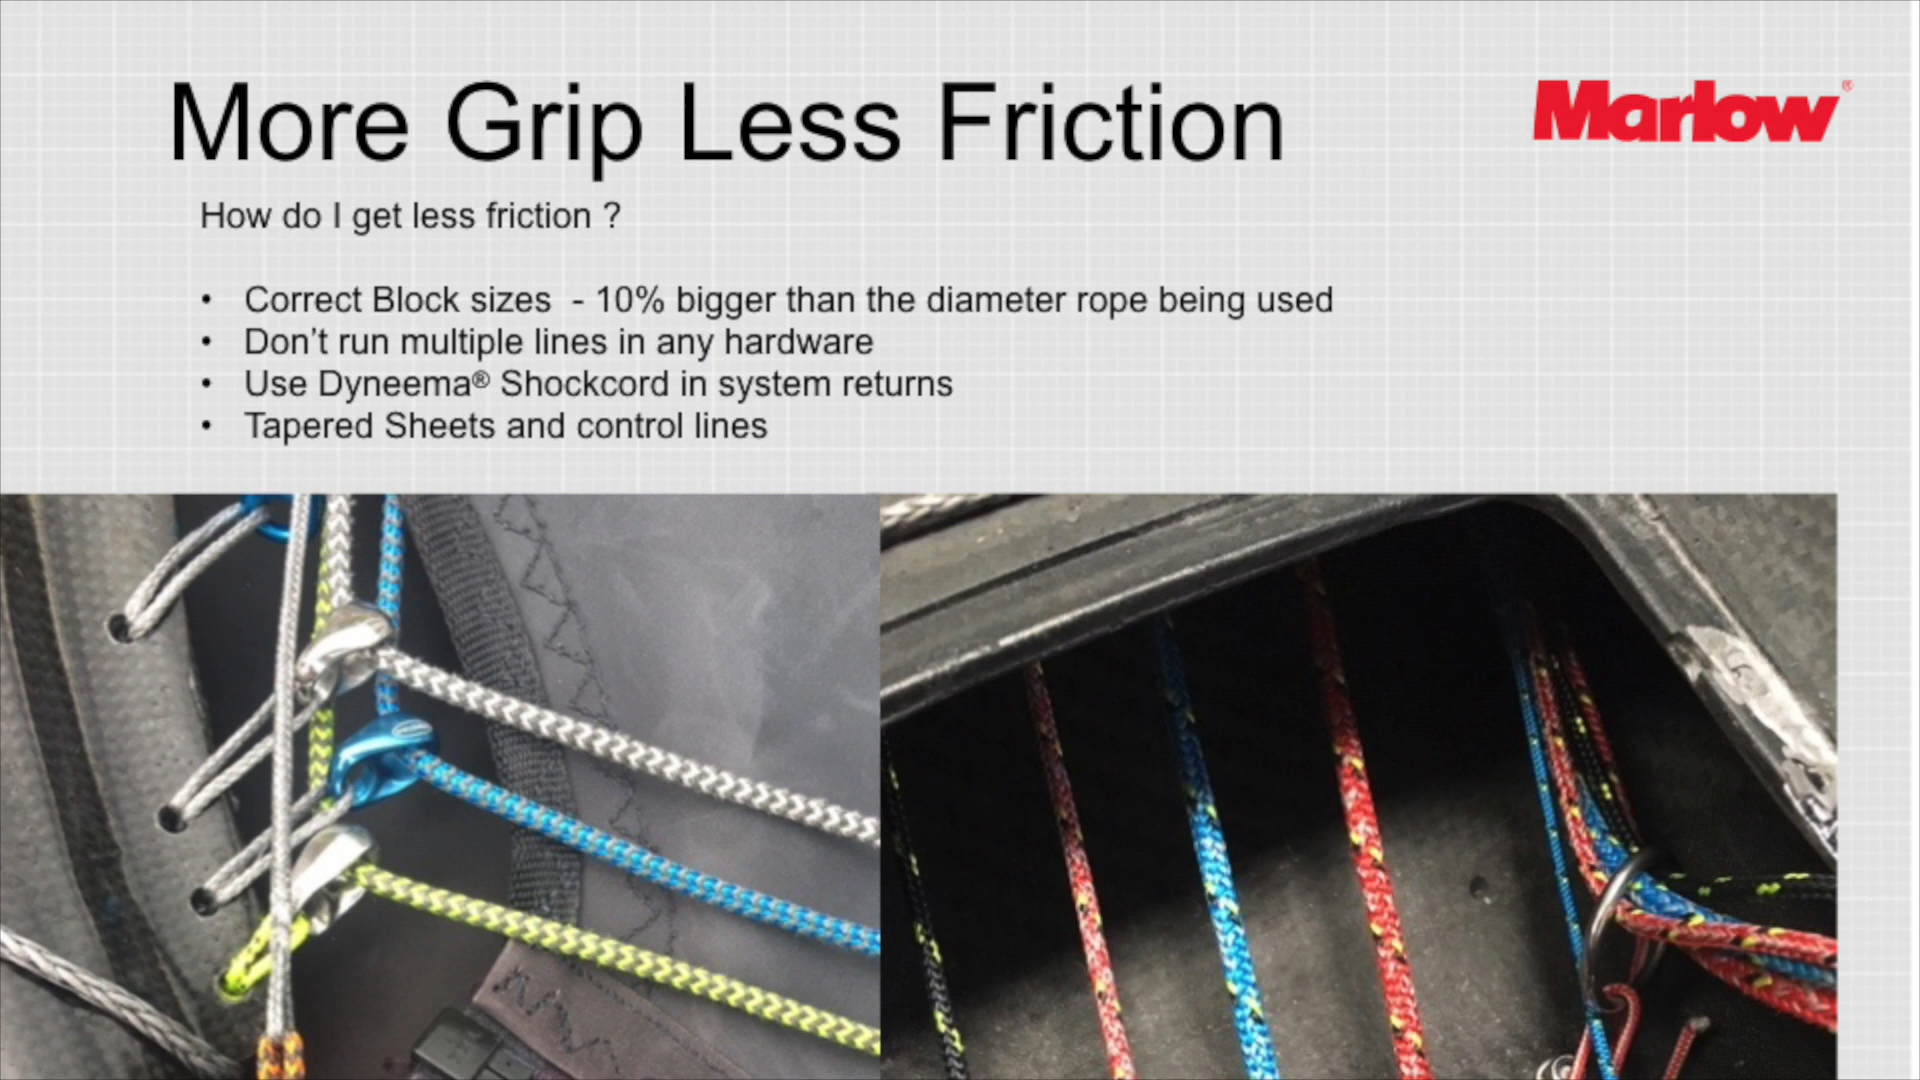 More Grip Less Friction
Marlow®
How do I get less friction ?
• Correct Block sizes - 10% bigger than the diameter rope being used
• Don’t run multiple lines in any hardware
• Use Dyneema® Shockcord in system returns
• Tapered Sheets and control lines